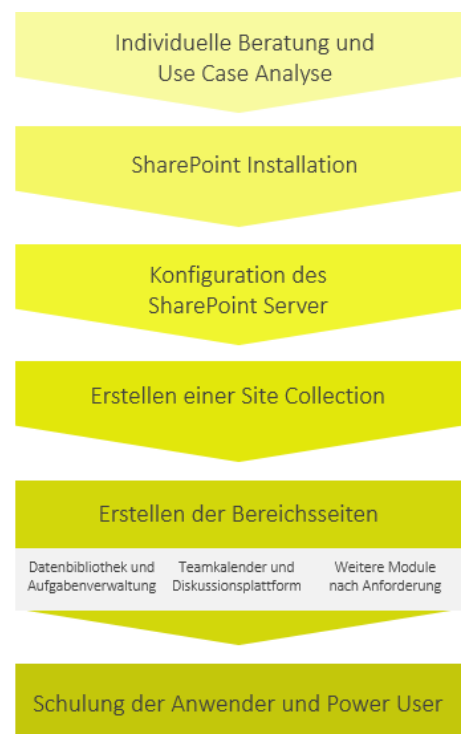 Individuelle Beratung und
Use Case Analyse
SharePoint Installation
Konfiguration des
SharePoint Server
Erstellen einer Site Collection
Erstellen der Bereichsseiten
Datenbibliothek und
Aufgabenverwaltung
Teamkalender und
Diskussionsplattform
Weitere Module
nach Anforderung
Schulung der Anwender und Power User